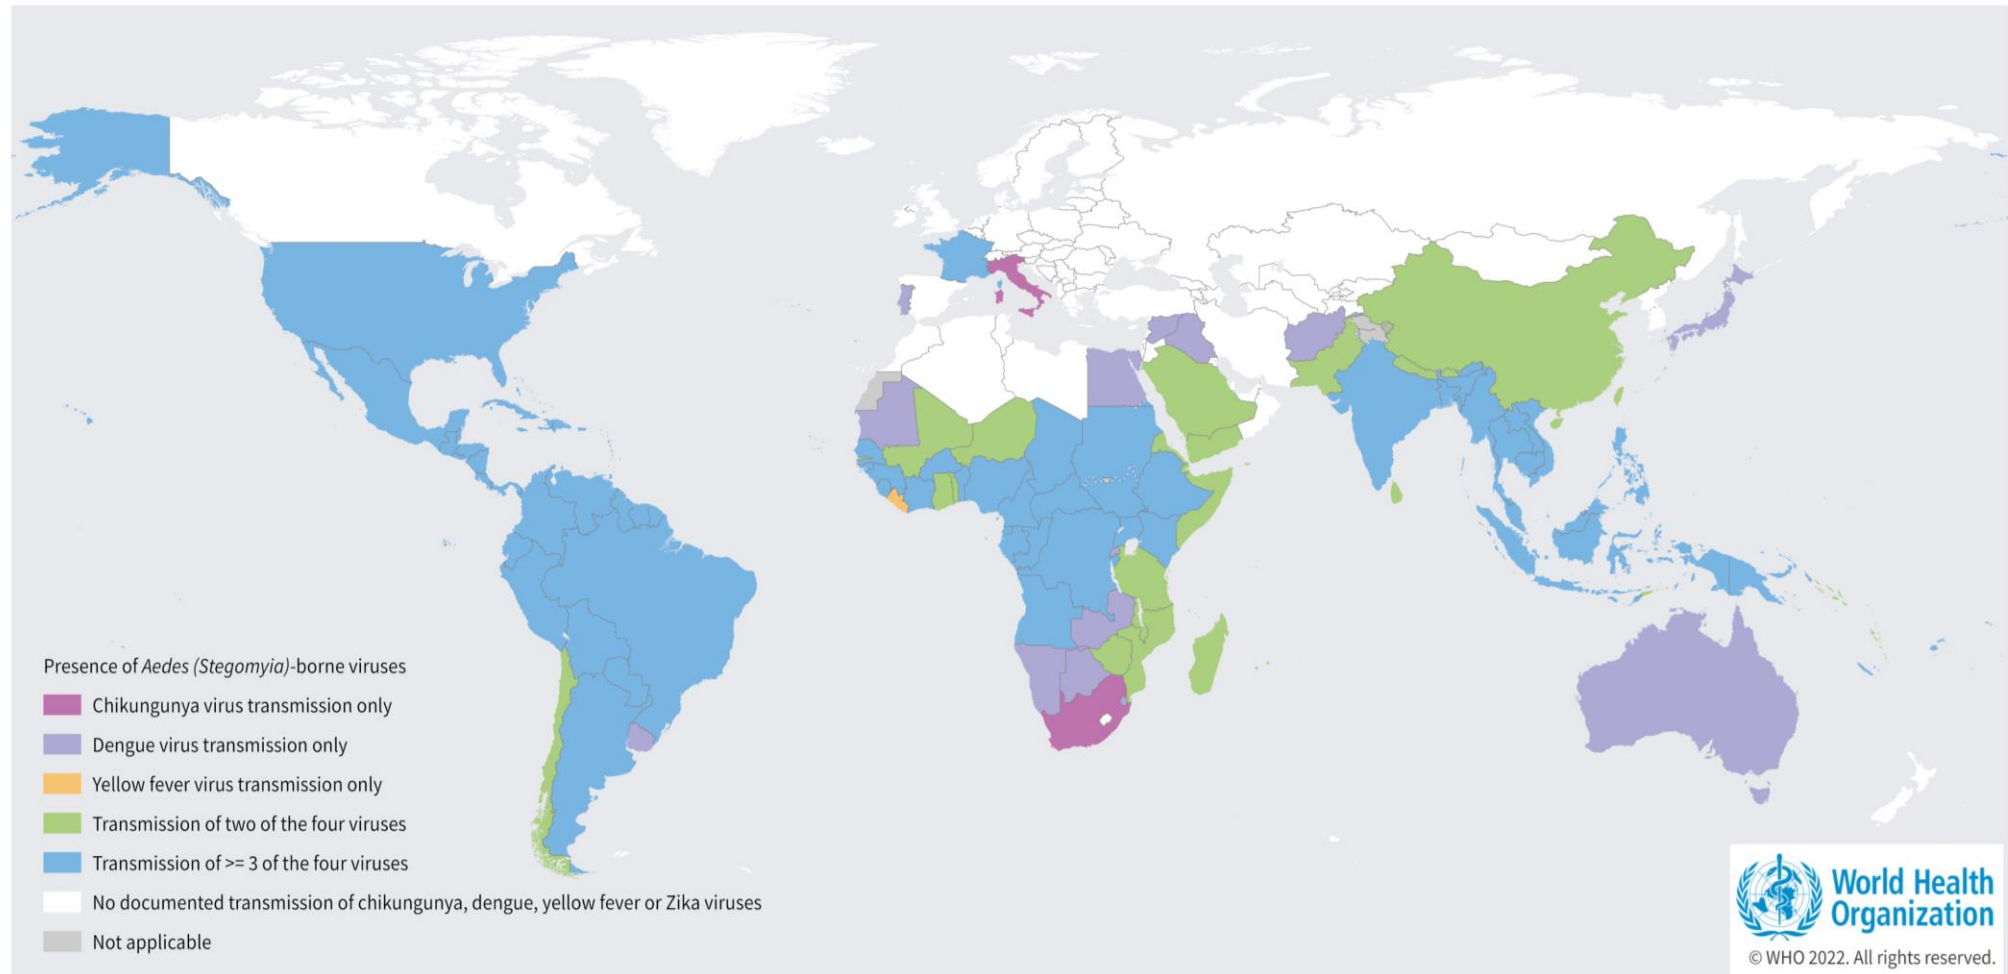 Presence of Aedes (Stegomyia)-borne viruses
Chikungunya virus transmission only
Dengue virus transmission only
Yellow fever virus transmission only
Transmission of two of the four viruses
Transmission of >= 3 of the four viruses
No documented transmission of chikungunya, dengue, yellow fever or Zika viruses
Not applicable
World Health
Organization
© WHO 2022. All rights reserved.